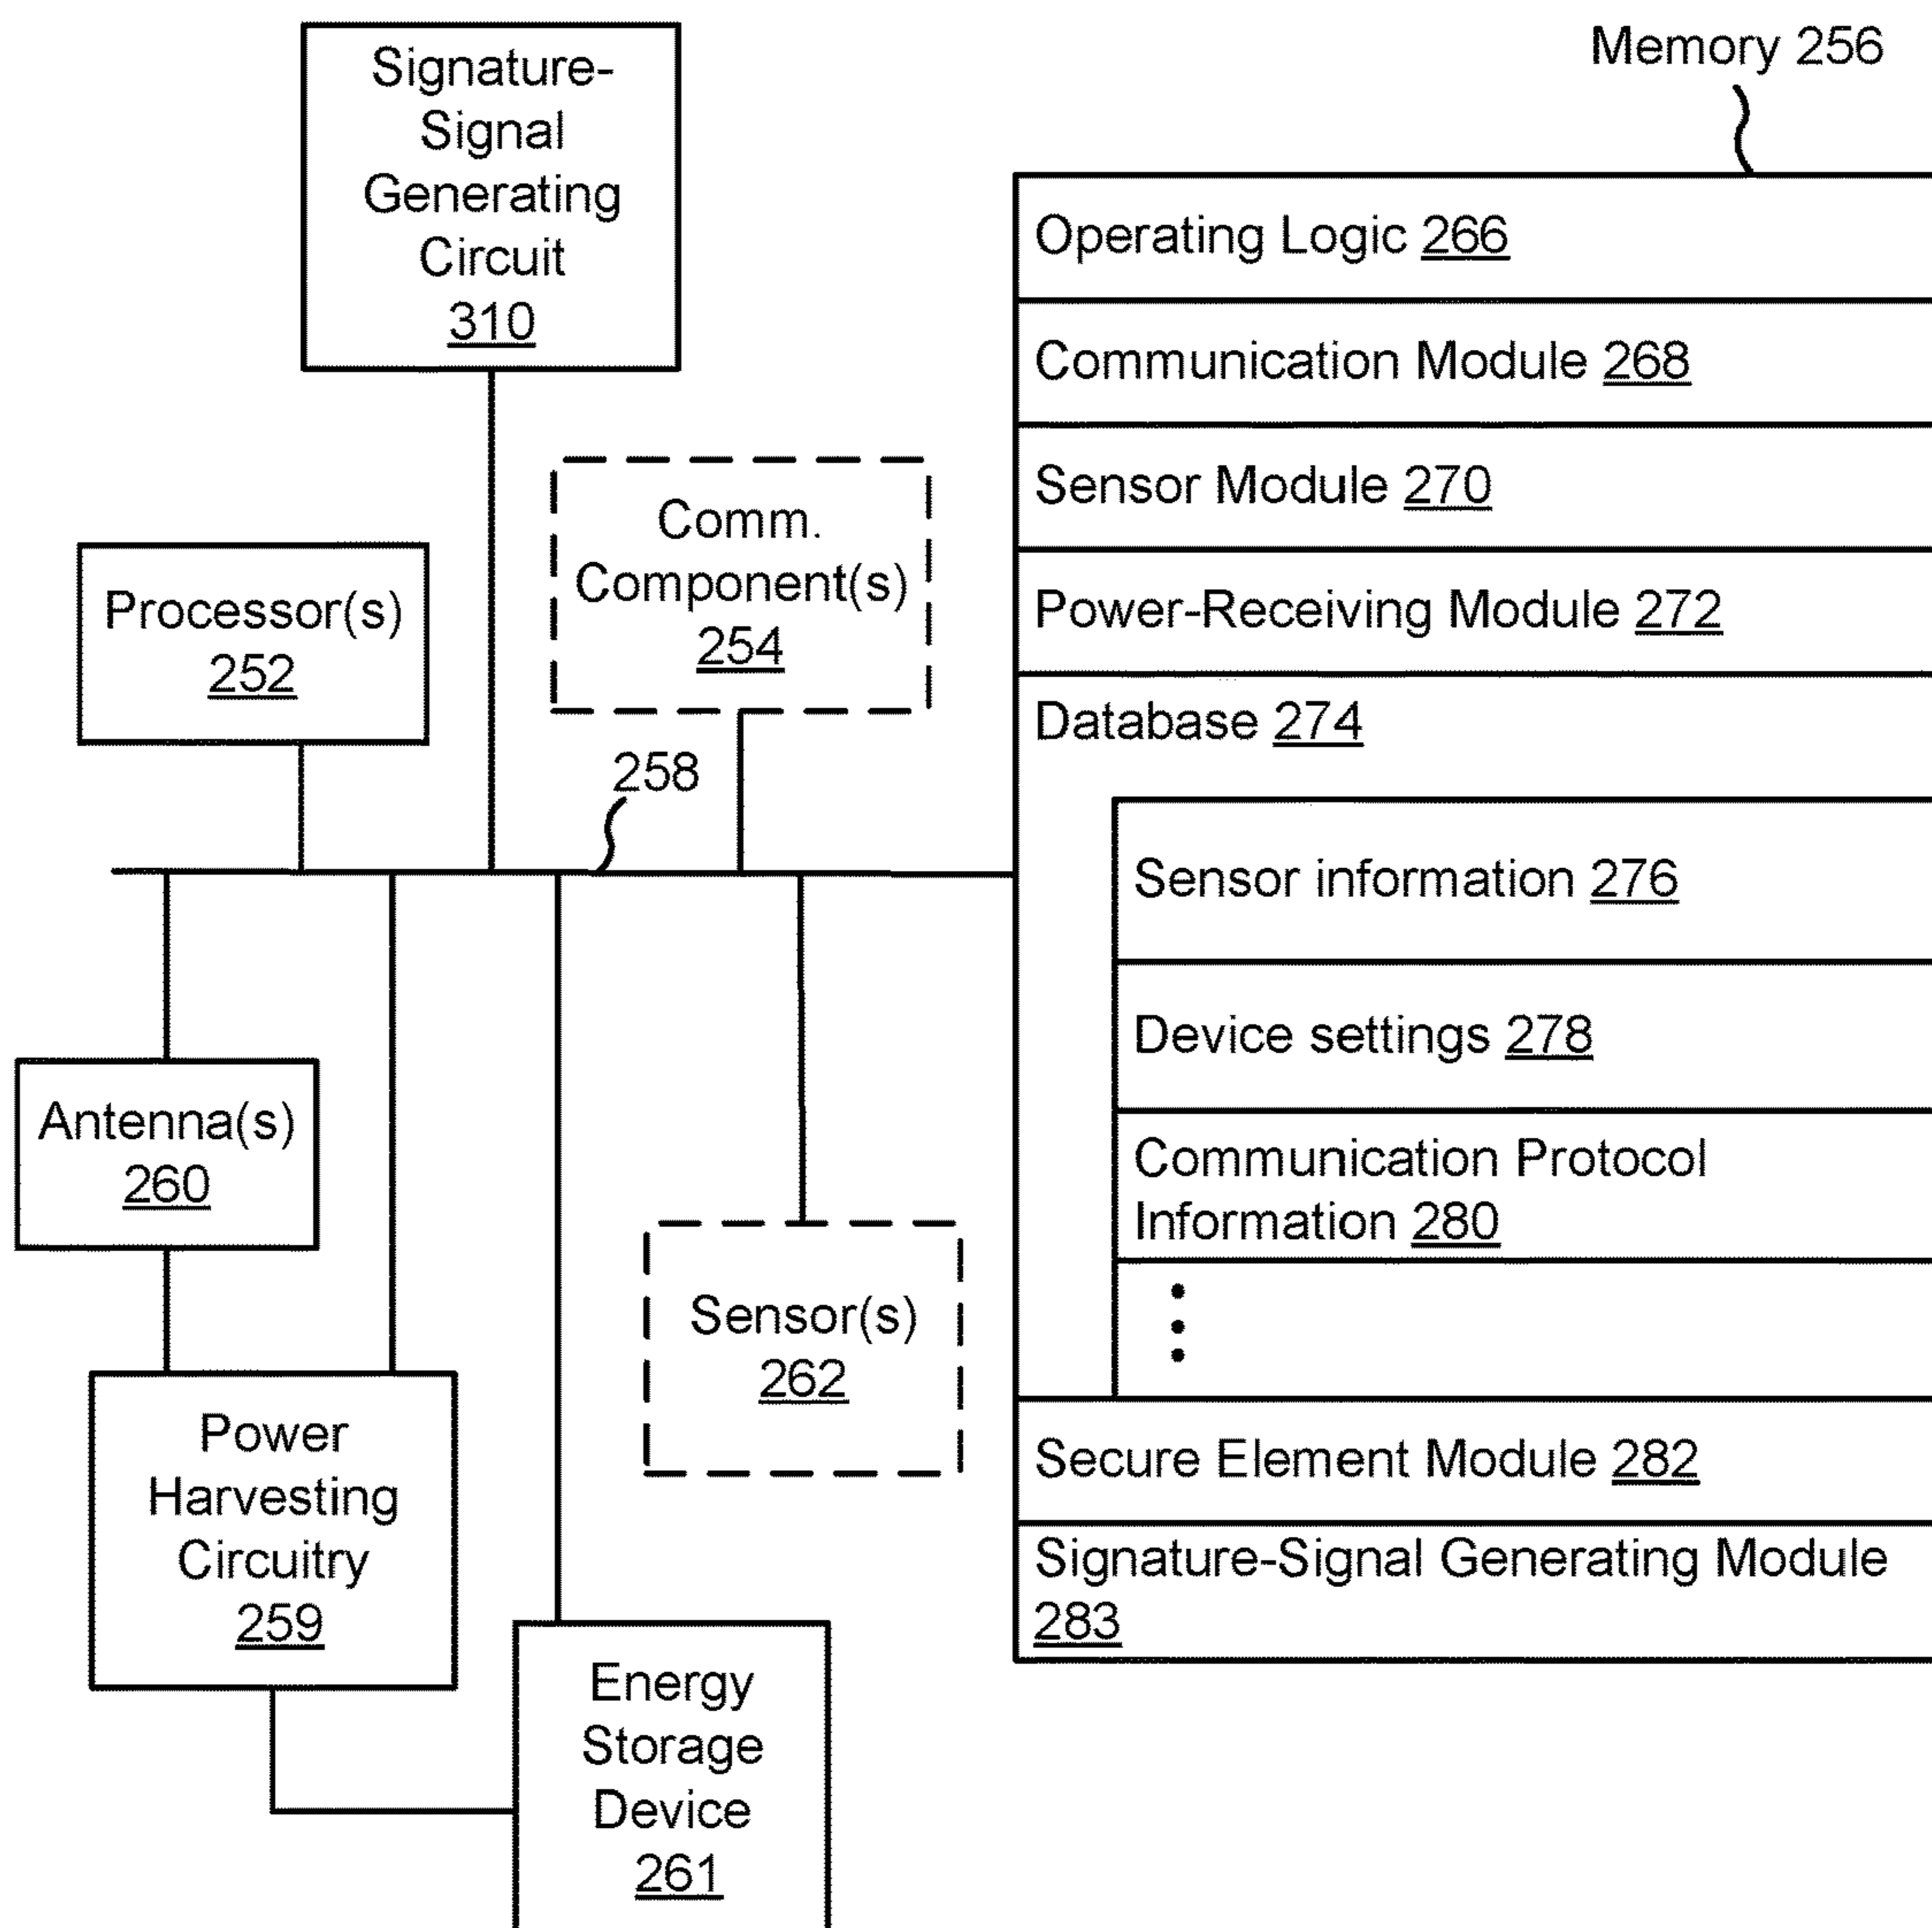 Signature-
Signal
Generating
Circuit
310
Comm.
Component(s)
254
Processor(s)
252
258
Antenna(s)
260
Sensor(s)
262
Power
Harvesting
Circuitry
259
Energy
Storage
Device
261
Memory 256
Operating Logic 266
Communication Module 268
Sensor Module 270
Power-Receiving Module 272
Database 274
Sensor information 276
Device settings 278
Communication Protocol
Information 280
Secure Element Module 282
Signature-Signal Generating Module
283